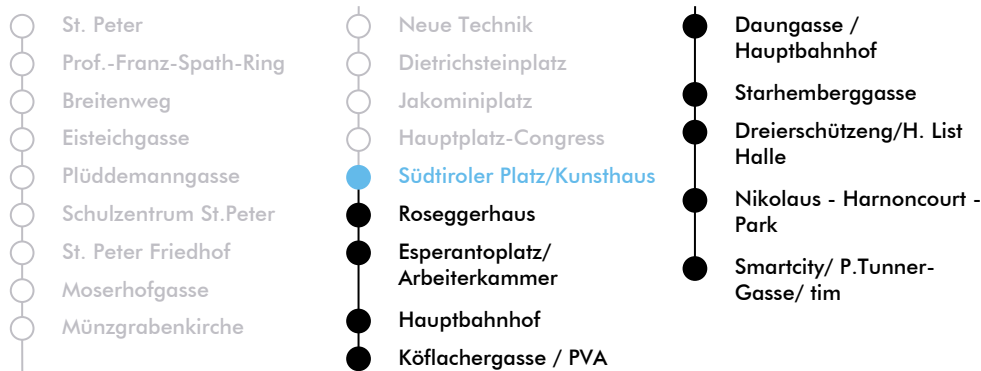 St. Peter
Prof.-Franz-Spath-Ring
Breitenweg
Eisteichgasse
Plüddemanngasse
Schulzentrum St.Peter
St. Peter Friedhof
Moserhofgasse
Münzgrabenkirche
Neue Technik
Dietrichsteinplatz
Jakominiplatz
Hauptplatz-Congress
Südtiroler Platz/Kunsthaus
Roseggerhaus
Esperantoplatz/
Arbeiterkammer
Hauptbahnhof
Köflachergasse / PVA
Daungasse /
Hauptbahnhof
Starhemberggasse
Dreierschützeng/H. List
Halle
Nikolaus - Harnoncourt -
Park
Smartcity/ P.Tunner-
Gasse/ tim